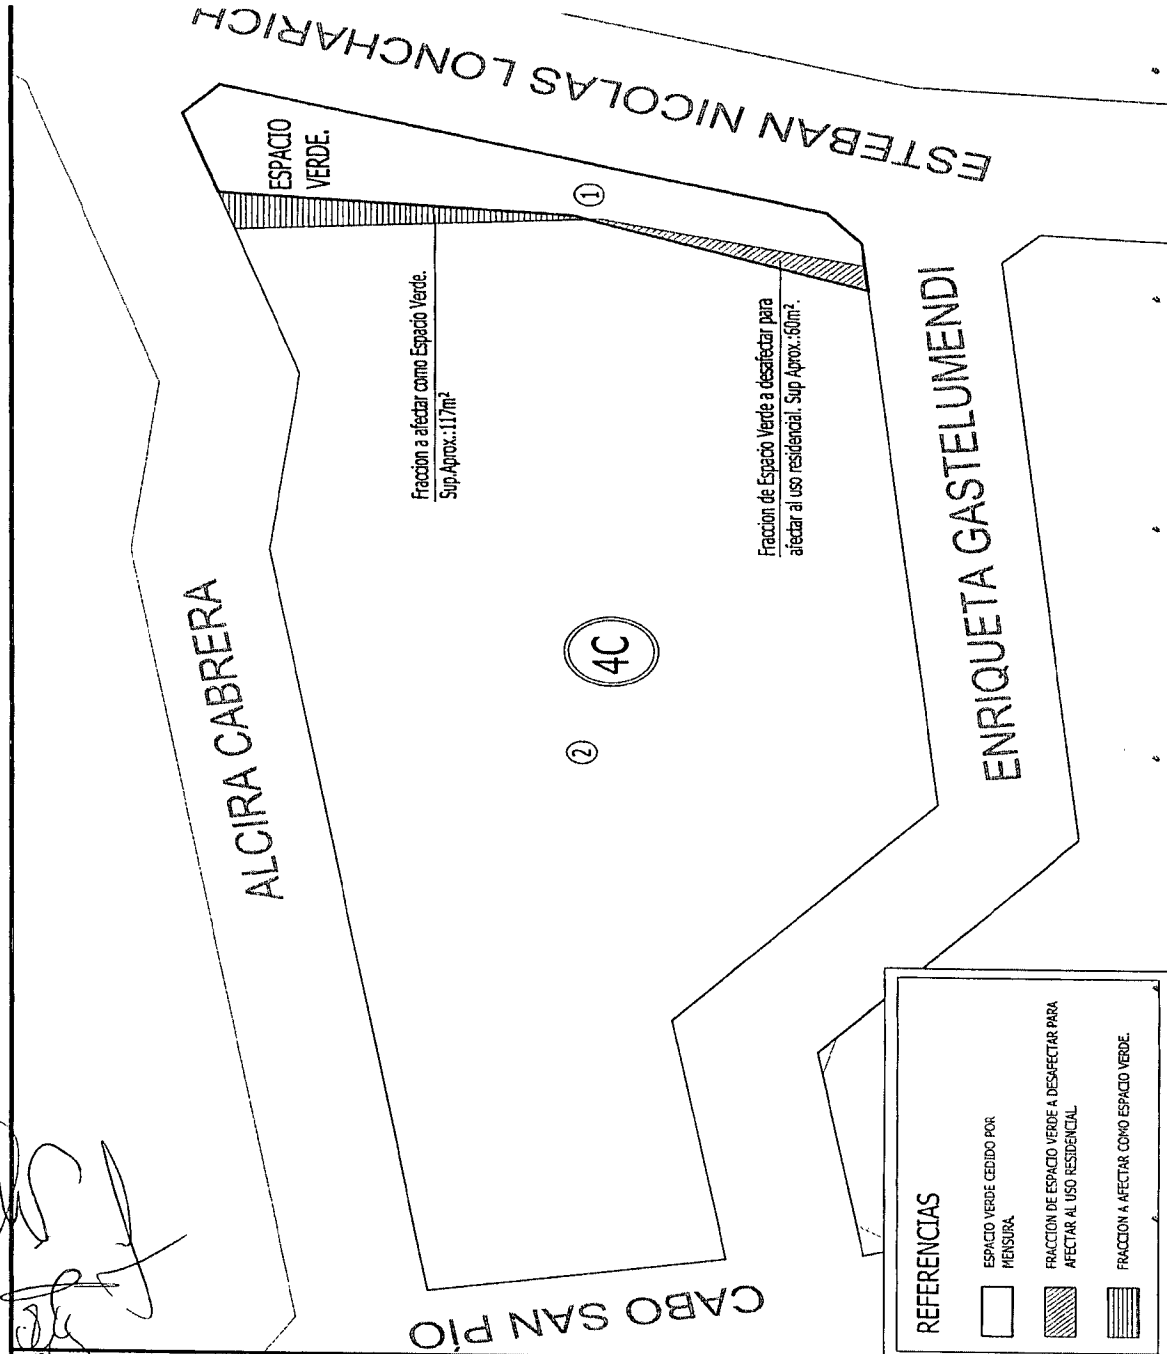 ESTEBAN NICOLAS LONCHARICH
ESPACIO
VERDE.
1
Fraccion a afectar como Espacio Verde.
Sup.Aprox.:117m²
Fraccion de Espacio Verde a desafectar para
afectar al uso residencial. Sup Aprox.:60m².
ALCIRA CABRERA
4C
2
ENRIQUETA GASTELUMENDI
CABO SAN PÍO
REFERENCIAS
ESPACIO VERDE CEDIDO POR
MENSURA.
FRACCION DE ESPACIO VERDE A DESAFECTAR PARA
AFECTAR AL USO RESIDENCIAL.
FRACCION A AFECTAR COMO ESPACIO VERDE.